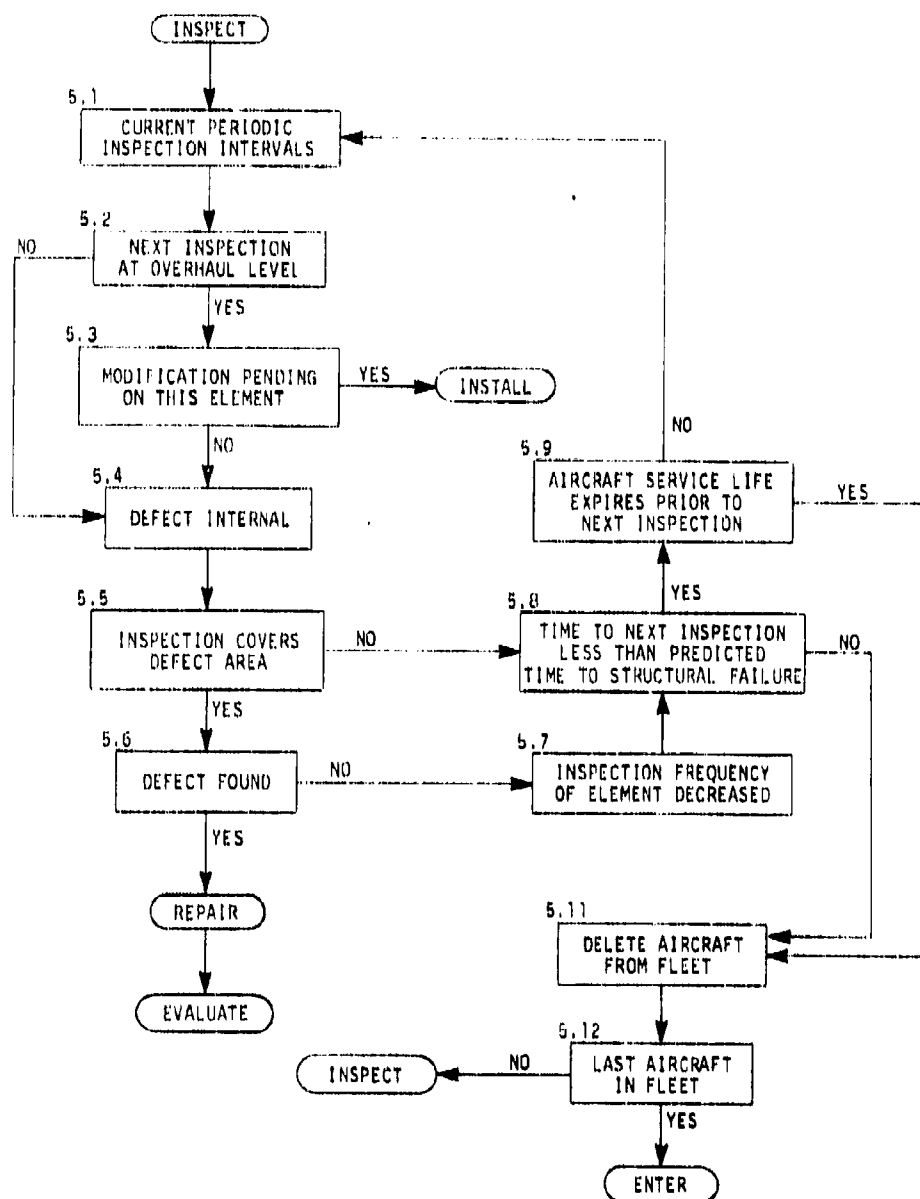 INSPECT
5.1
CURRENT PERIODIC
INSPECTION INTERVALS
5.2
NO
NEXT INSPECTION
AT OVERHAUL LEVEL
YES
5.3
MODIFICATION PENDING
ON THIS ELEMENT
YES
INSTALL
NO
5.4
DEFECT INTERNAL
5.5
INSPECTION COVERS
DEFECT AREA
NO
YES
5.6
DEFECT FOUND
NO
YES
REPAIR
EVALUATE
NO
5.9
AIRCRAFT SERVICE LIFE
EXPIRES PRIOR TO
NEXT INSPECTION
YES
YES
5.8
TIME TO NEXT INSPECTION
LESS THAN PREDICTED
TIME TO STRUCTURAL FAILURE
NO
5.7
INSPECTION FREQUENCY
OF ELEMENT DECREASED
5.11
DELETE AIRCRAFT
FROM FLEET
5.12
LAST AIRCRAFT
IN FLEET
NO
INSPECT
YES
ENTER